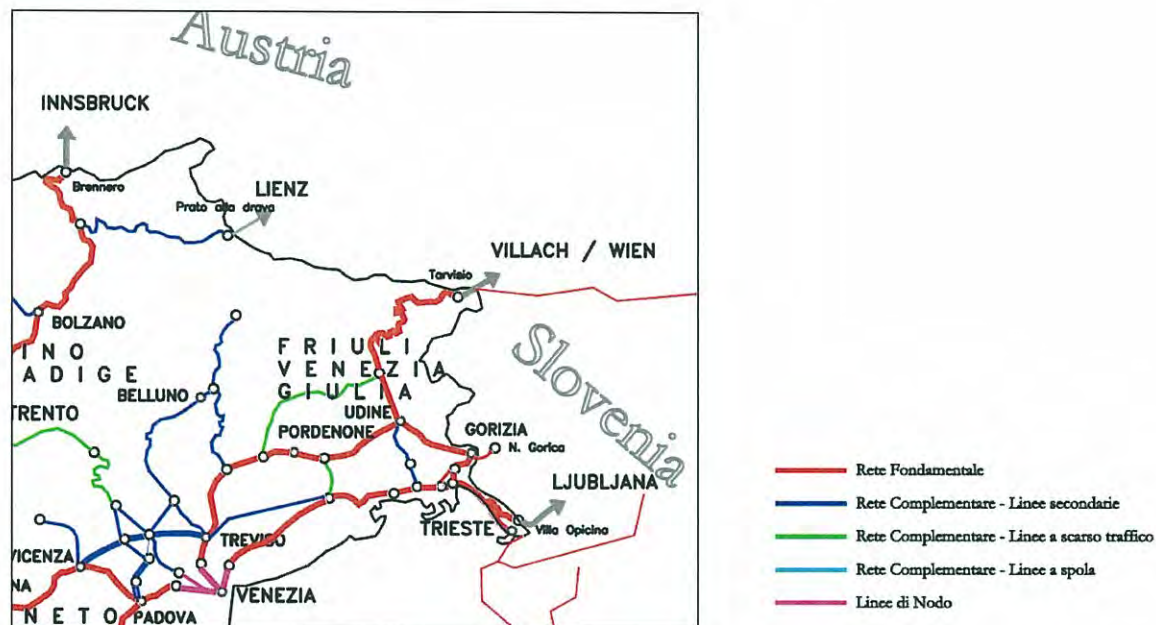 Austria
INNSBRUCK
Brennero
LIENZ
Prato alla drava
VILLACH / WIEN
Tarvisio
Slovenia
BOLZANO
INO
ADIGE
FRIULI
VENEZIA
GIULIA
BELLUNO
TRENTO
UDINE
PORDENONE
GORIZIA
N. Gorica
LJUBLJANA
TRIESTE
Villa Opicina
TREVISO
VICENZA
NA
VENEZIA
NETO
PADOVA
Rete Fondamentale
Rete Complementare - Linee secondarie
Rete Complementare - Linee a scarso traffico
Rete Complementare - Linee a spola
Linee di Nodo